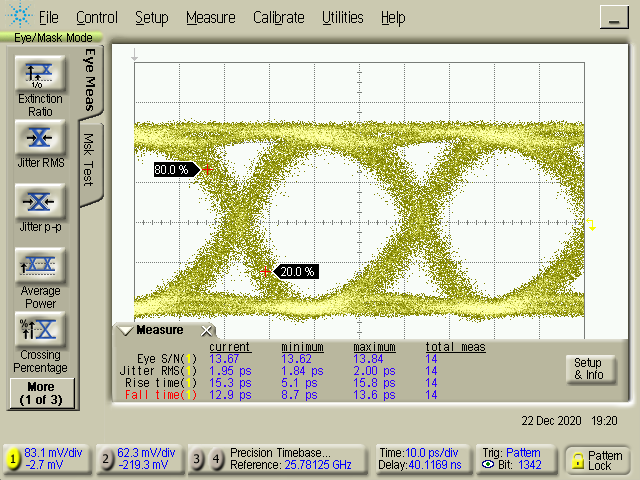 File Control Setup Measure Calibrate Utilities Help
Eye/Mask Mode
Eye Meas
Msk Test
1/0
Extinction
Ratio
Jitter RMS
Jitter p-p
Average
Power
%
Crossing
Percentage
More
(1 of 3)
80.0 %
20.0 %
Measure
current minimum maximum total meas
Eye S/N(1) 13.67 13.62 13.84 14
Jitter RMS(1) 1.95 ps 1.84 ps 2.00 ps 14
Rise time(1) 15.3 ps 5.1 ps 15.8 ps 14
Fall time(1) 12.9 ps 8.7 ps 13.6 ps 14
Setup
& Info
22 Dec 2020 19:20
1 83.1 mV/div
-2.7 mV
2 62.3 mV/div
-219.3 mV
3 4
Precision Timebase...
Reference: 25.78125 GHz
Time:10.0 ps/div
Delay:40.1169 ns
Trig: Pattern
Bit: 1342
Pattern
Lock